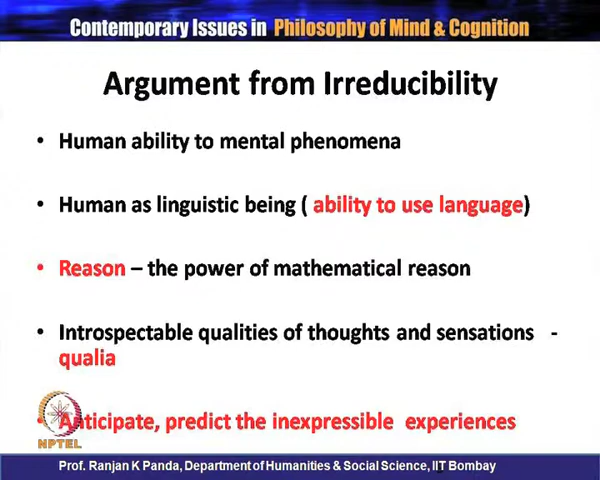 Contemporary Issues in Philosophy of Mind & Cognition
Argument from Irreducibility
• Human ability to mental phenomena
• Human as linguistic being ( ability to use language)
• Reason – the power of mathematical reason
• Introspectable qualities of thoughts and sensations -
qualia
• Anticipate, predict the inexpressible experiences
NPTEL
Prof. Ranjan K Panda, Department of Humanities & Social Science, IIT Bombay